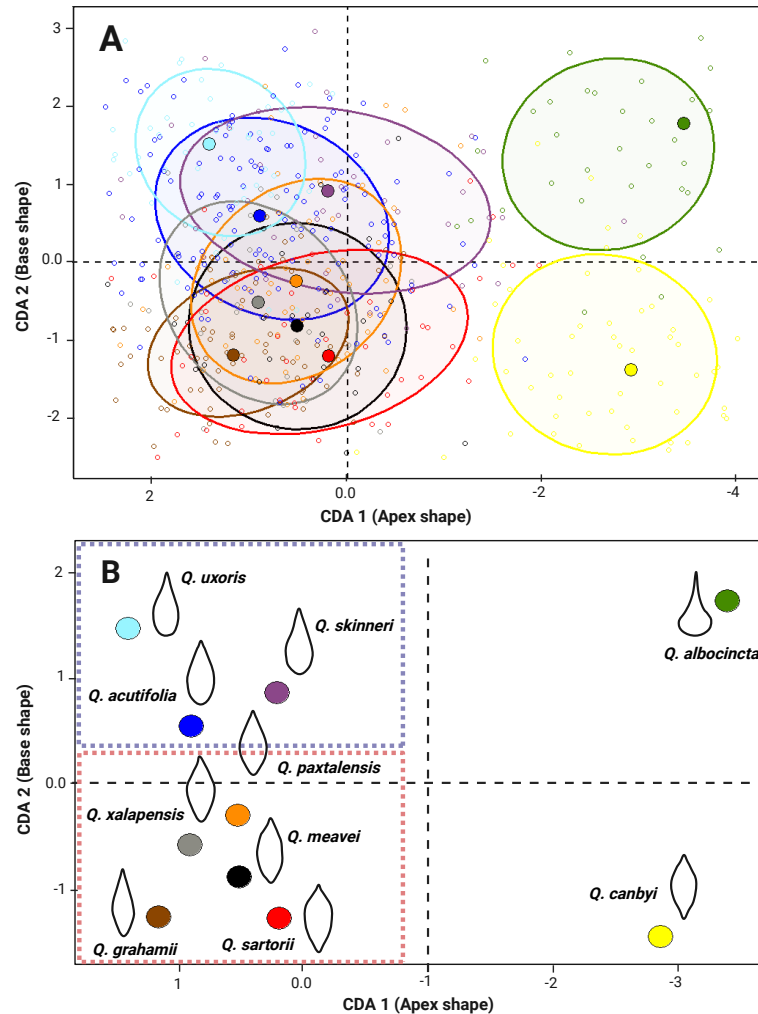 A
3
2
1
0.0
-1
-2
CDA 2 (Base shape)
2
0.0
-2
-4
CDA 1 (Apex shape)
B
Q. uxoris
Q. skinneri
Q. acutifolia
Q. albocincta
Q. paxtalensis
Q. xalapensis
Q. meavei
Q. canbyi
Q. grahamii
Q. sartorii
2
1
0.0
-1
CDA 2 (Base shape)
1
0.0
-1
-2
-3
CDA 1 (Apex shape)